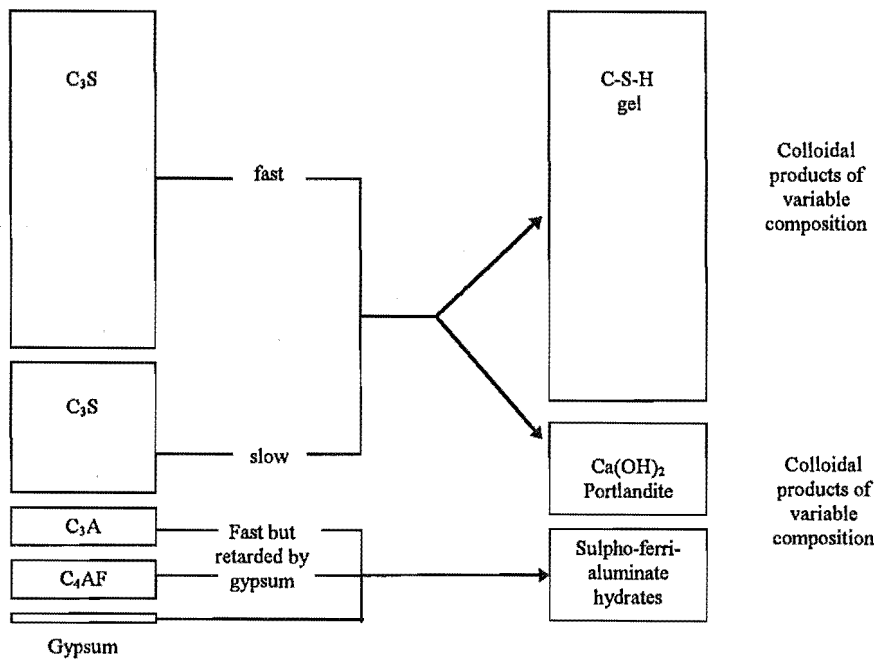 C₃S
fast
C₃S
slow
C₃A
C₄AF
Fast but
retarded by
gypsum
Gypsum
C-S-H
gel
Ca(OH)₂
Portlandite
Sulpho-ferri-
aluminate
hydrates
Colloidal
products of
variable
composition
Colloidal
products of
variable
composition